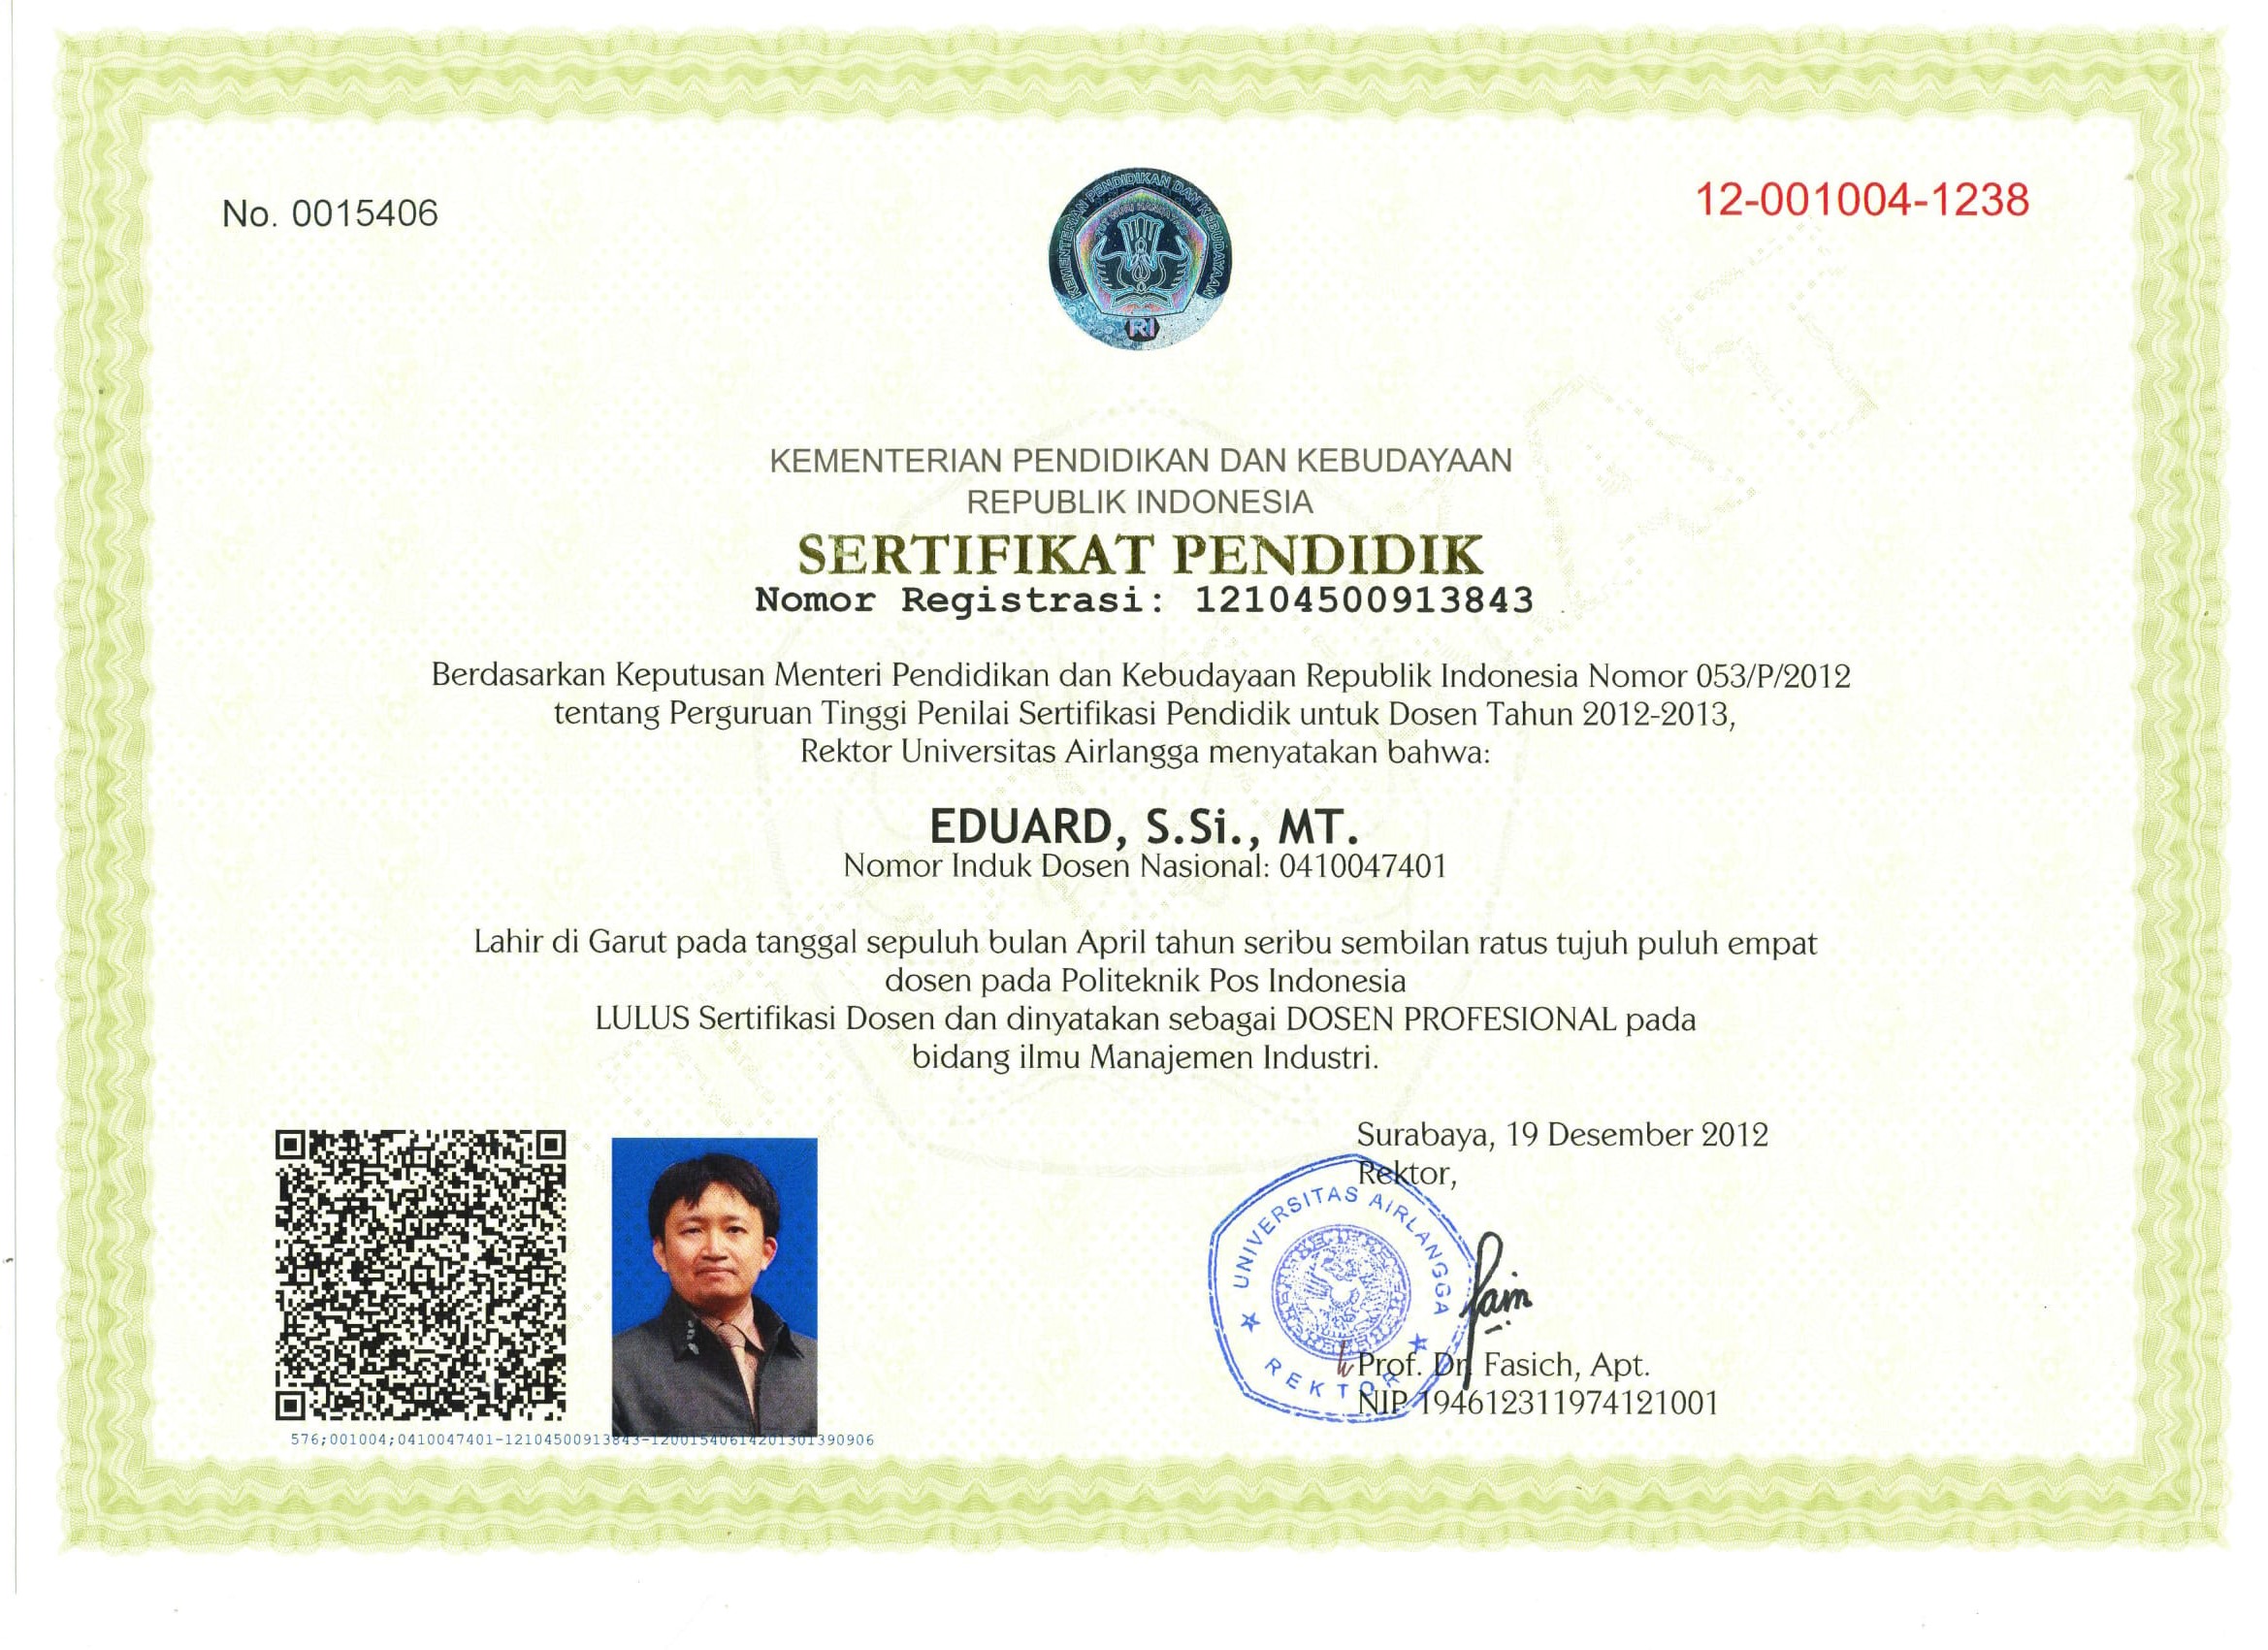 No. 0015406
12-001004-1238
KEMENTERIAN PENDIDIKAN DAN KEBUDAYAAN
RI
KEMENTERIAN PENDIDIKAN DAN KEBUDAYAAN
REPUBLIK INDONESIA
SERTIFIKAT PENDIDIK
Nomor Registrasi: 12104500913843
Berdasarkan Keputusan Menteri Pendidikan dan Kebudayaan Republik Indonesia Nomor 053/P/2012
tentang Perguruan Tinggi Penilai Sertifikasi Pendidik untuk Dosen Tahun 2012-2013,
Rektor Universitas Airlangga menyatakan bahwa:
EDUARD, S.Si., MT.
Nomor Induk Dosen Nasional: 0410047401
Lahir di Garut pada tanggal sepuluh bulan April tahun seribu sembilan ratus tujuh puluh empat
dosen pada Politeknik Pos Indonesia
LULUS Sertifikasi Dosen dan dinyatakan sebagai DOSEN PROFESIONAL pada
bidang ilmu Manajemen Industri.
Surabaya, 19 Desember 2012
Rektor,
UNIVERSITAS AIRLANGGA
REKTOR
Prof. Dr. Fasich, Apt.
NIP 194612311974121001
576;001004;0410047401-12104500913843-12001540614201301390906